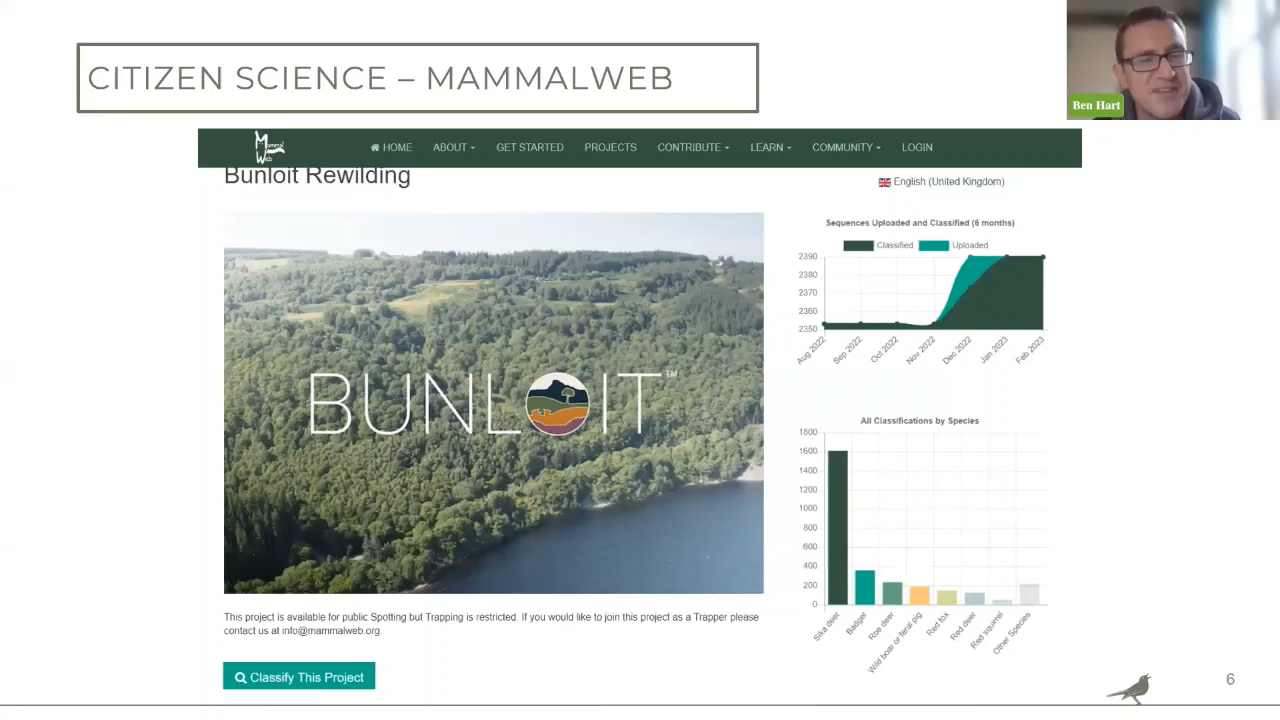 CITIZEN SCIENCE – MAMMALWEB
Ben Hart
Mammal
Web
HOME ABOUT GET STARTED PROJECTS CONTRIBUTE LEARN COMMUNITY LOGIN
Bunloit Rewilding
English (United Kingdom)
BUNLOIT™
Sequences Uploaded and Classified (6 months)
Classified Uploaded
2390
2380
2370
2360
2350
Aug 2022 Sep 2022 Oct 2022 Nov 2022 Dec 2022 Jan 2023 Feb 2023
All Classifications by Species
1800
1600
1400
1200
1000
800
600
400
200
0
Sika deer Badger Roe deer Wild boar or feral pig Red fox Red deer Red squirrel Other Species
This project is available for public Spotting but Trapping is restricted. If you would like to join this project as a Trapper please
contact us at info@mammalweb.org.
Classify This Project
6